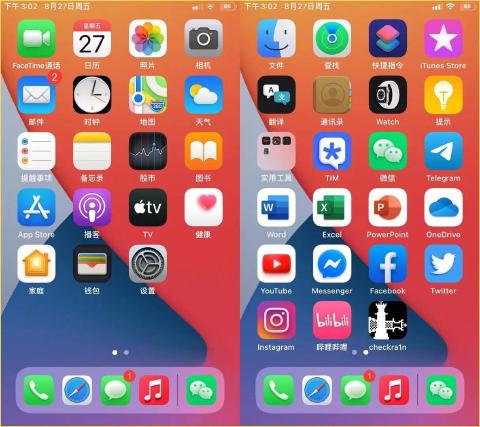 下午3:02 8月27日周五
星期五
27
FaceTime通话 日历 照片 相机
2
邮件 时钟 地图 天气
提醒事项 备忘录 股市 图书
tv
App Store 播客 TV 健康
家庭 钱包 设置
1
下午3:02 8月27日周五
文件 查找 快捷指令 iTunes Store
翻译 通讯录 Watch 提示
实用工具 TIM 微信 Telegram
Word Excel PowerPoint OneDrive
YouTube Messenger Facebook Twitter
bilibili
Instagram 哔哩哔哩 checkra1n
1